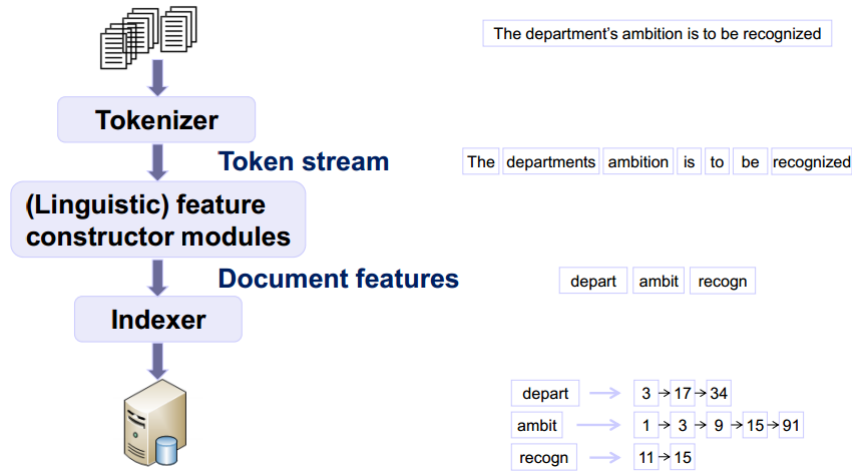 The department’s ambition is to be recognized
Tokenizer
Token stream
The departments ambition is to be recognized
(Linguistic) feature
constructor modules
Document features
depart ambit recogn
Indexer
depart → 3 → 17 → 34
ambit → 1 → 3 → 9 → 15 → 91
recogn → 11 → 15